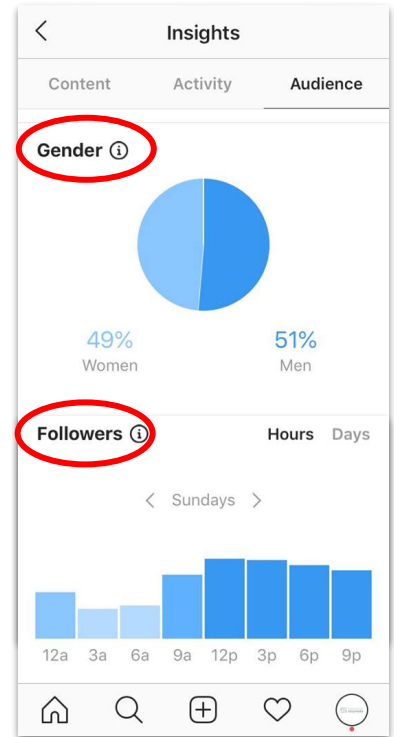 Insights
Content Activity Audience
Gender
49% 51%
Women Men
Followers Hours Days
Sundays
12a 3a 6a 9a 12p 3p 6p 9p